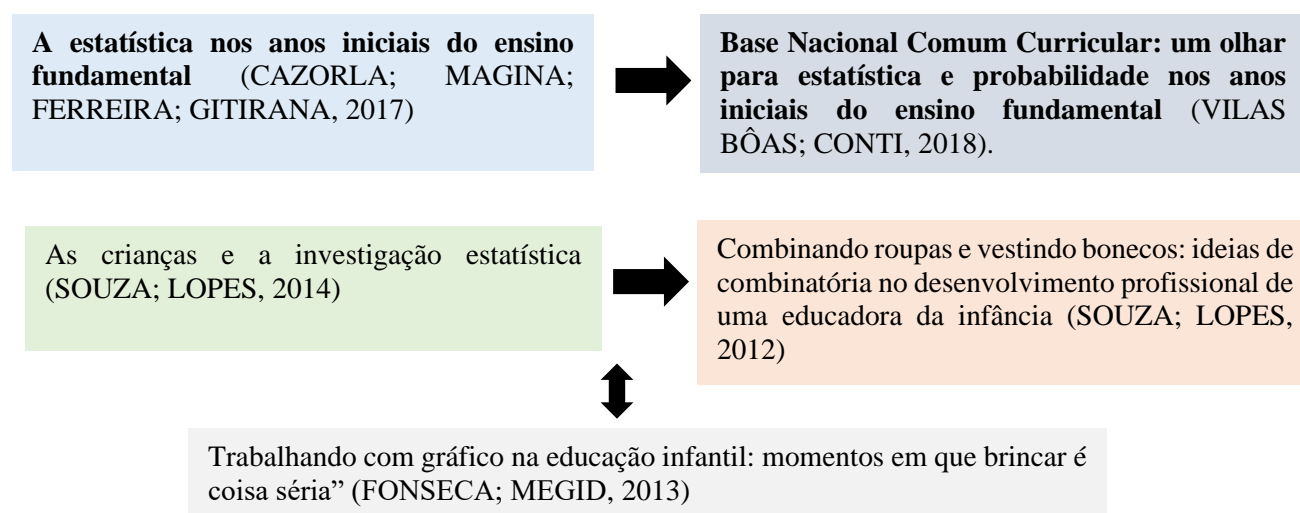 A estatística nos anos iniciais do ensino
fundamental (CAZORLA; MAGINA;
FERREIRA; GITIRANA, 2017)
Base Nacional Comum Curricular: um olhar
para estatística e probabilidade nos anos
iniciais do ensino fundamental (VILAS
BÔAS; CONTI, 2018).
As crianças e a investigação estatística
(SOUZA; LOPES, 2014)
Combinando roupas e vestindo bonecos: ideias de
combinatória no desenvolvimento profissional de
uma educadora da infância (SOUZA; LOPES,
2012)
Trabalhando com gráfico na educação infantil: momentos em que brincar é
coisa séria” (FONSECA; MEGID, 2013)